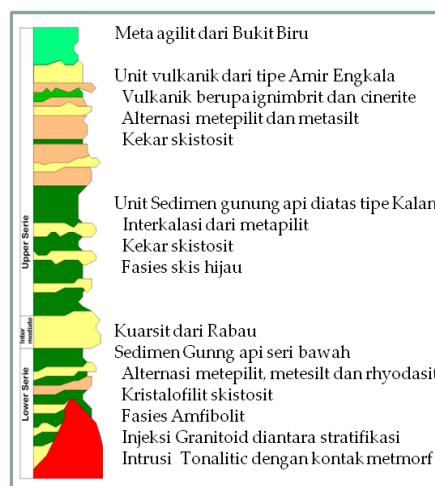 Meta agilit dari Bukit Biru
Unit vulkanik dari tipe Amir Engkala
Vulkanik berupa ignimbrit dan cinerite
Alternasi metepilit dan metasilt
Kekar skistosit
Upper Serie
Unit Sedimen gunung api diatas tipe Kalan
Interkalasi dari metapilit
Kekar skistosit
Fasies skis hijau
Inter
mediate
Kuarsit dari Rabau
Lower Serie
Sedimen Gunng api seri bawah
Alternasi metepilit, metesilt dan rhyodasit
Kristalofilit skistosit
Fasies Amfibolit
Injeksi Granitoid diantara stratifikasi
Intrusi Tonalitic dengan kontak metmorf